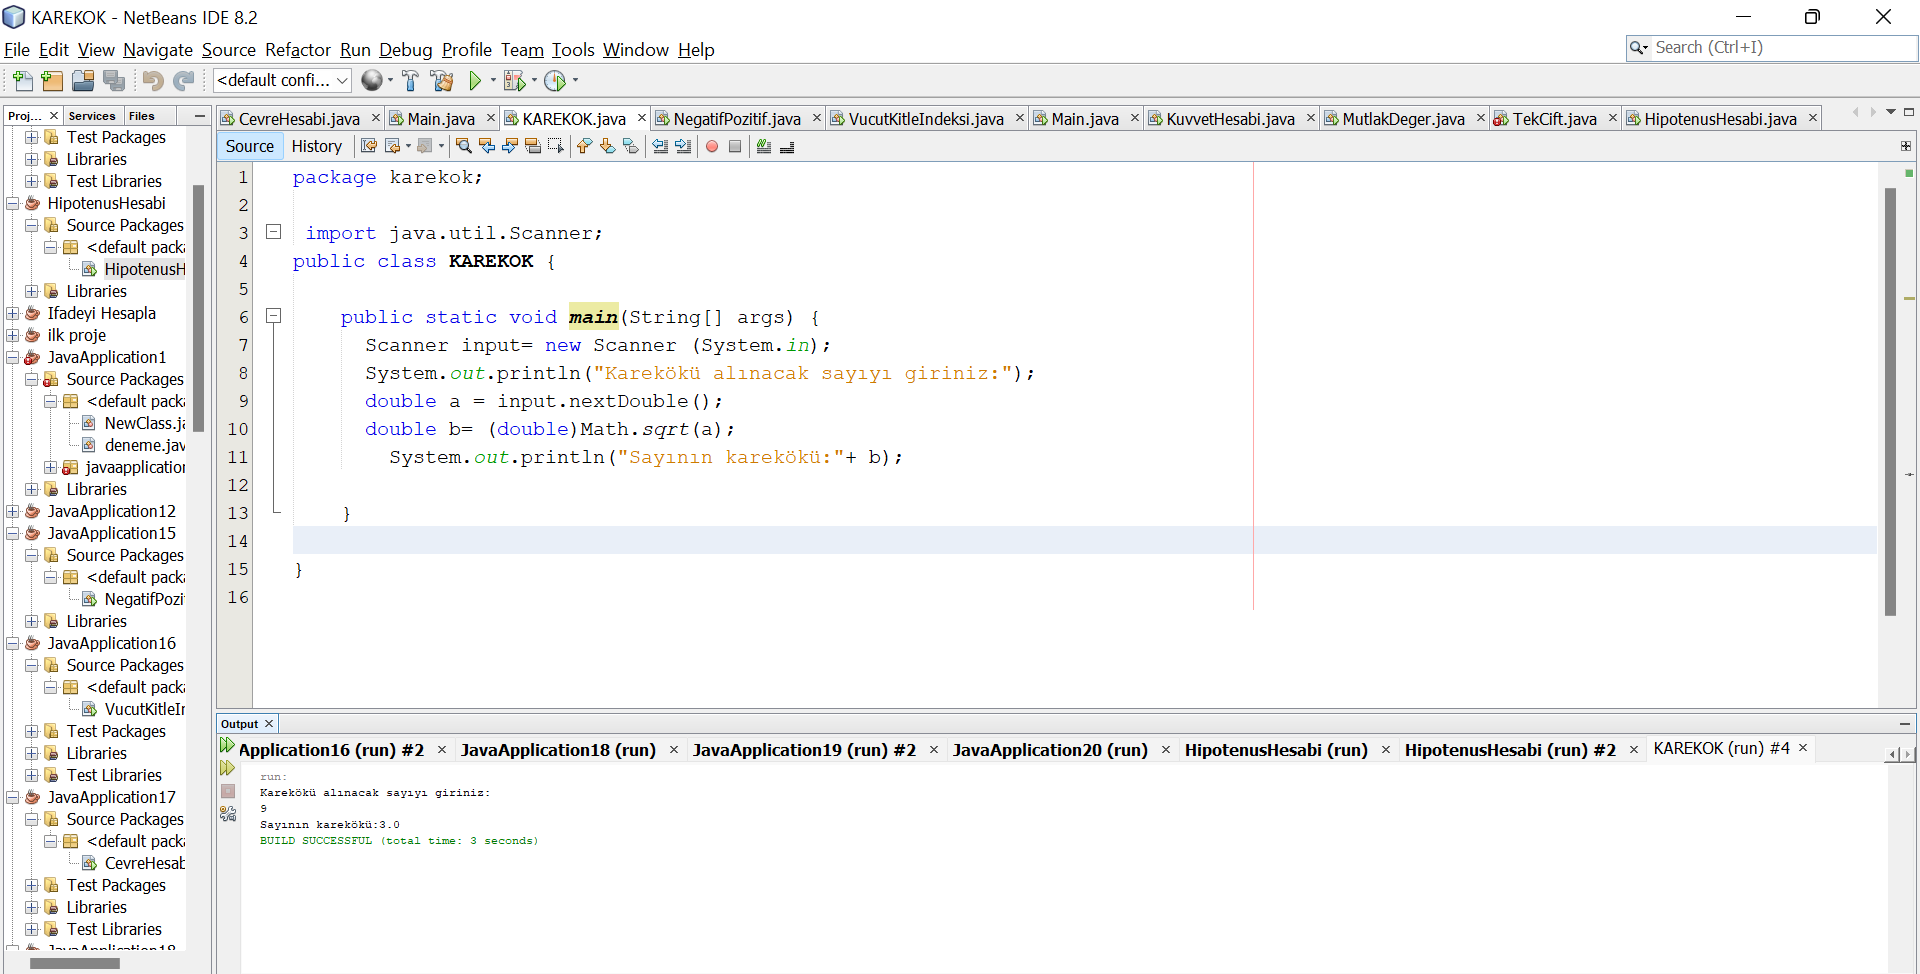 KAREKOK - NetBeans IDE 8.2
File Edit View Navigate Source Refactor Run Debug Profile Team Tools Window Help
Search (Ctrl+I)
<default confi...
Proj... Services Files
Test Packages
Libraries
Test Libraries
HipotenusHesabi
Source Packages
<default packa
HipotenusH
Libraries
Ifadeyi Hesapla
ilk proje
JavaApplication1
Source Packages
<default packa
NewClass.ja
deneme.jav
javaapplication
Libraries
JavaApplication12
JavaApplication15
Source Packages
<default packa
NegatifPozit
Libraries
JavaApplication16
Source Packages
<default packa
VucutKitleIn
Test Packages
Libraries
Test Libraries
JavaApplication17
Source Packages
<default packa
CevreHesab
Test Packages
Libraries
Test Libraries
JavaApplication18
CevreHesabi.java Main.java KAREKOK.java NegatifPozitif.java VucutKitleIndeksi.java Main.java KuvvetHesabi.java MutlakDeger.java TekCift.java HipotenusHesabi.java
Source History
1 package karekok;
2
3 import java.util.Scanner;
4 public class KAREKOK {
5
6 public static void main(String[] args) {
7 Scanner input= new Scanner (System.in);
8 System.out.println("Karekökü alınacak sayıyı giriniz:");
9 double a = input.nextDouble();
10 double b= (double)Math.sqrt(a);
11 System.out.println("Sayının karekökü:"+ b);
12
13 }
14
15 }
16
Output
Application16 (run) #2 JavaApplication18 (run) JavaApplication19 (run) #2 JavaApplication20 (run) HipotenusHesabi (run) HipotenusHesabi (run) #2 KAREKOK (run) #4
run:
Karekökü alınacak sayıyı giriniz:
9
Sayının karekökü:3.0
BUILD SUCCESSFUL (total time: 3 seconds)